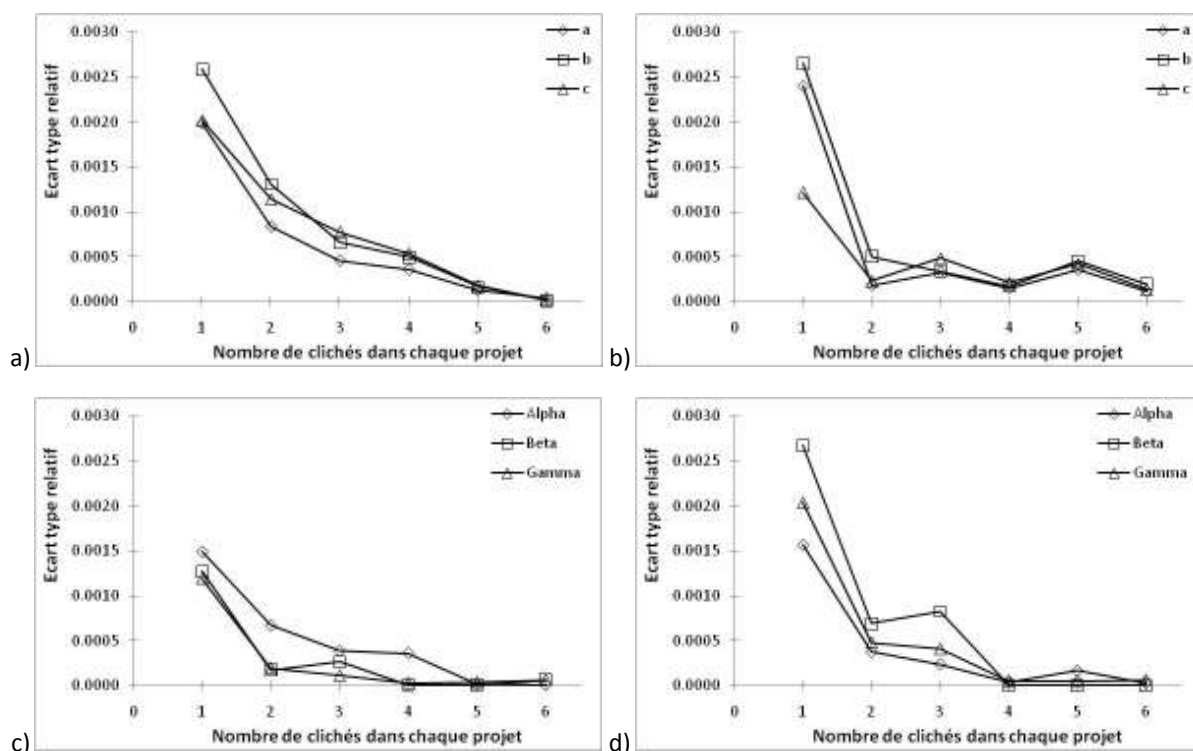 0.0030
0.0025
0.0020
0.0015
0.0010
0.0005
0.0000
Ecart type relatif
a
b
c
0 1 2 3 4 5 6
Nombre de clichés dans chaque projet
a)
0.0030
0.0025
0.0020
0.0015
0.0010
0.0005
0.0000
Ecart type relatif
a
b
c
0 1 2 3 4 5 6
Nombre de clichés dans chaque projet
b)
0.0030
0.0025
0.0020
0.0015
0.0010
0.0005
0.0000
Ecart type relatif
Alpha
Beta
Gamma
0 1 2 3 4 5 6
Nombre de clichés dans chaque projet
c)
0.0030
0.0025
0.0020
0.0015
0.0010
0.0005
0.0000
Ecart type relatif
Alpha
Beta
Gamma
0 1 2 3 4 5 6
Nombre de clichés dans chaque projet
d)